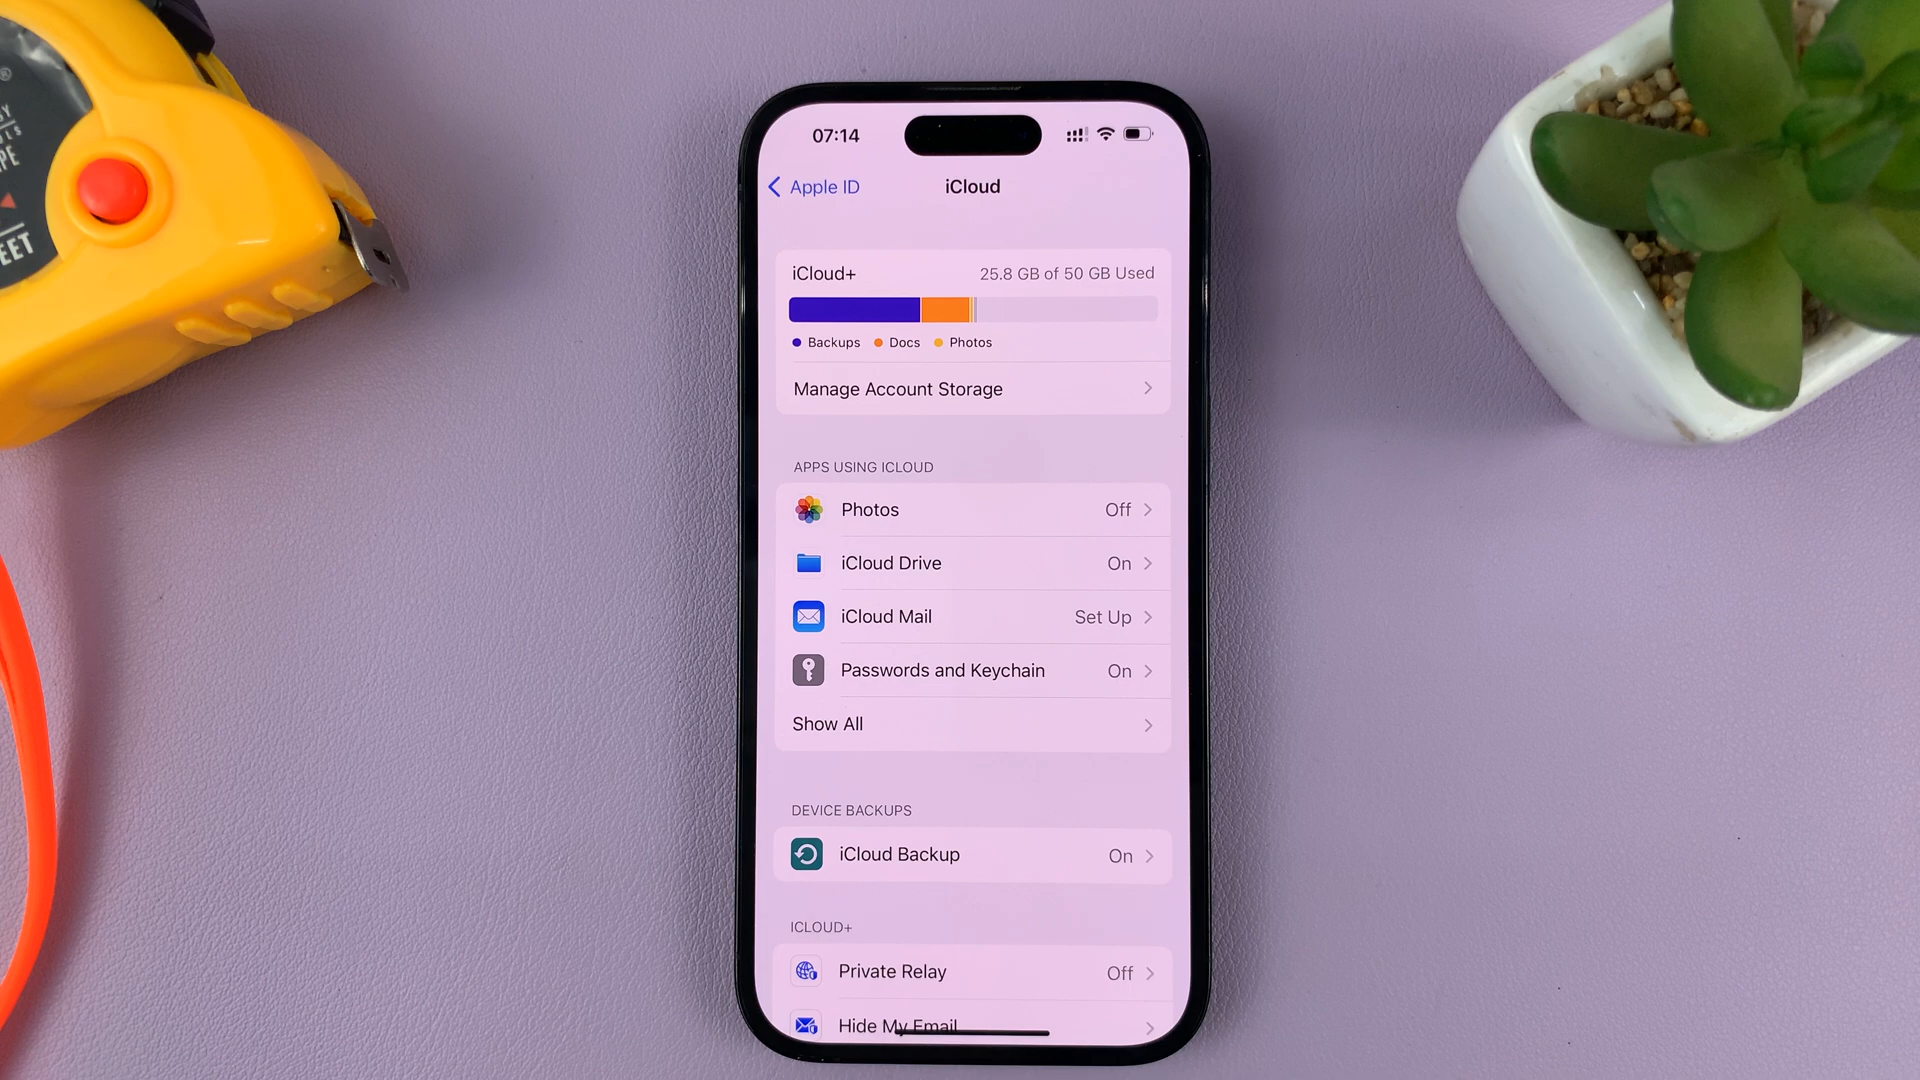 PE
EET
07:14
Apple ID
iCloud
iCloud+ 25.8 GB of 50 GB Used
Backups Docs Photos
Manage Account Storage
APPS USING ICLOUD
Photos Off
iCloud Drive On
iCloud Mail Set Up
Passwords and Keychain On
Show All
DEVICE BACKUPS
iCloud Backup On
ICLOUD+
Private Relay Off
Hide My Email